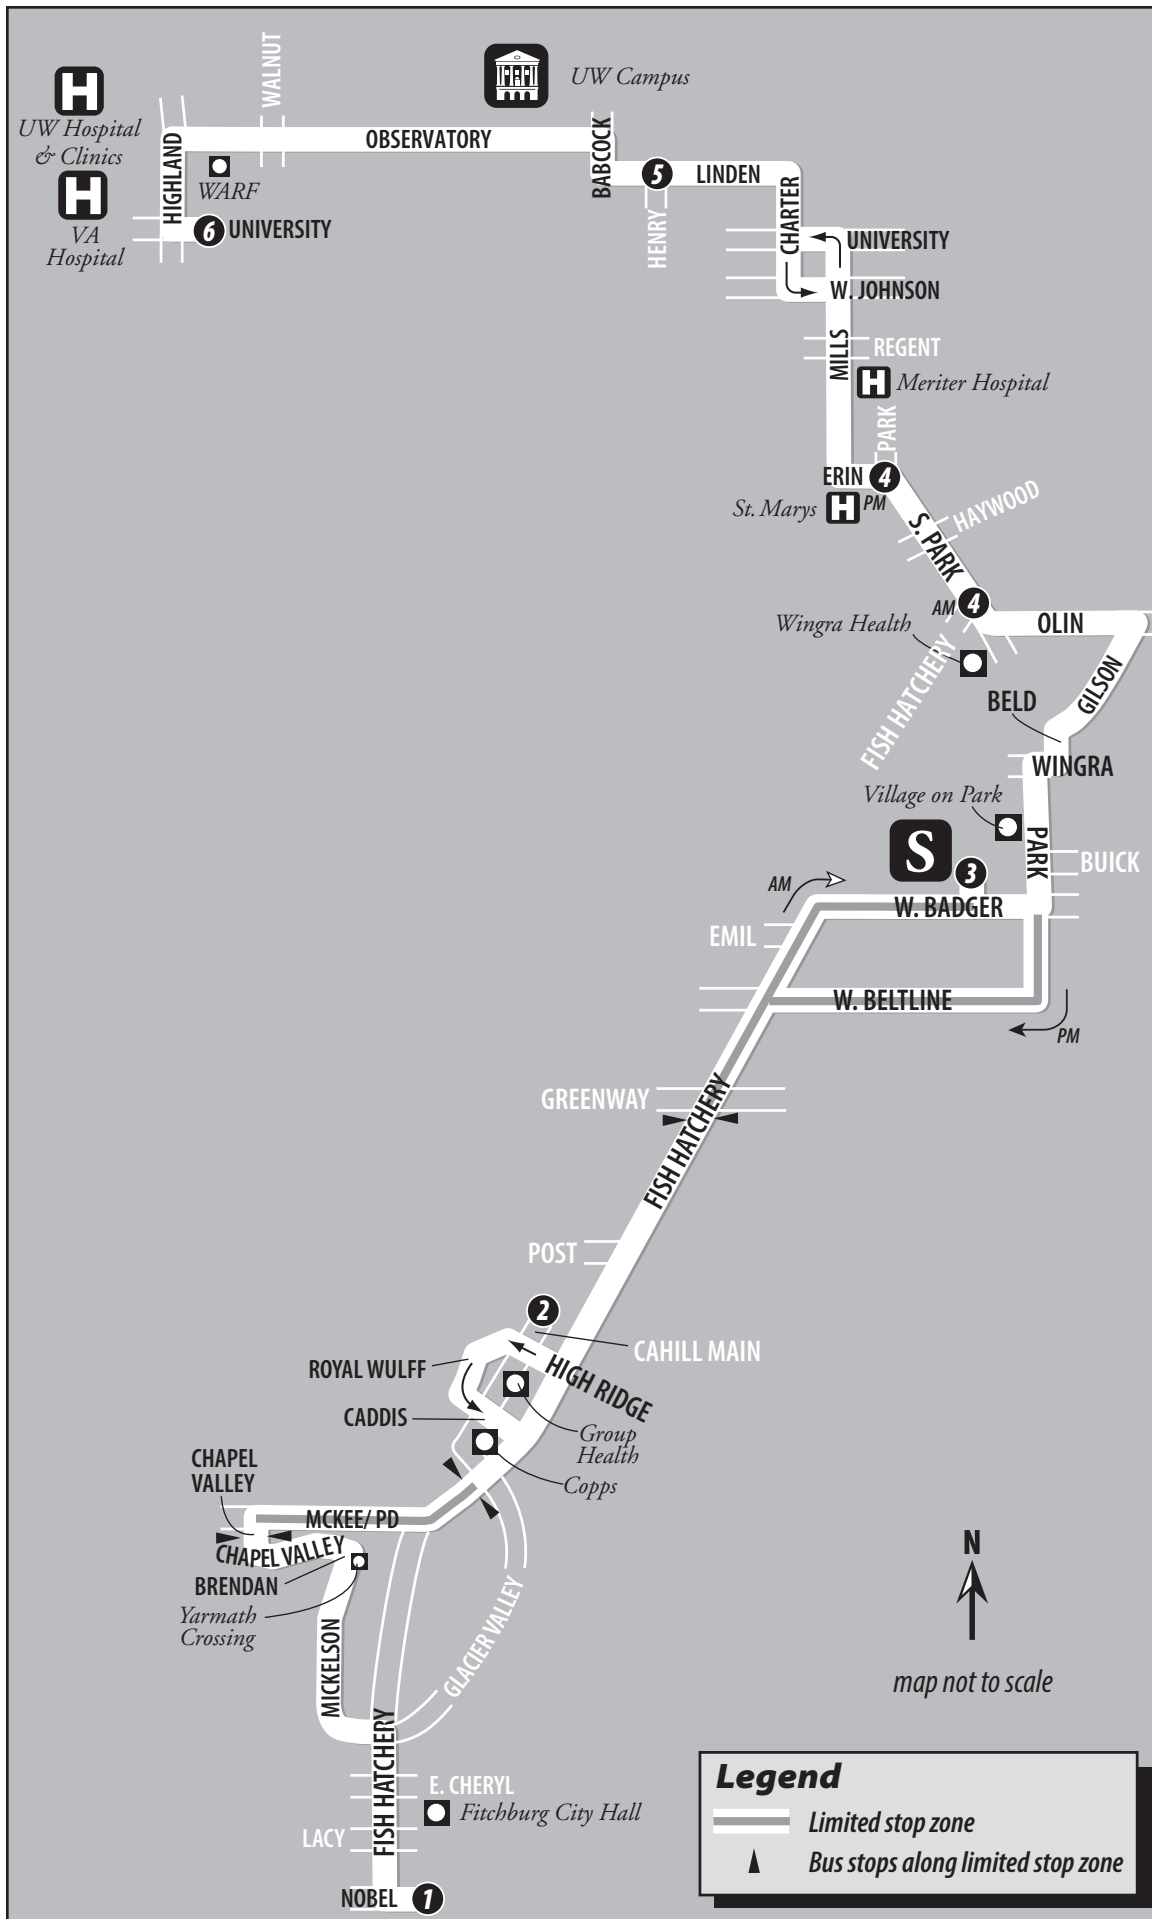 WALNUT
UW Campus
H
UW Hospital
& Clinics
OBSERVATORY
BABCOCK
HIGHLAND
WARF
H
VA
Hospital
6
UNIVERSITY
5
LINDEN
HENRY
CHARTER
UNIVERSITY
W. JOHNSON
MILLS
REGENT
H
Meriter Hospital
PARK
ERIN
4
PM
St. Marys
H
HAYWOOD
S. PARK
AM
4
Wingra Health
OLIN
FISH HATCHERY
GILSON
BELD
WINGRA
Village on Park
PARK
BUICK
S
3
AM
W. BADGER
EMIL
W. BELTLINE
PM
GREENWAY
FISH HATCHERY
POST
2
CAHILL MAIN
ROYAL WULFF
HIGH RIDGE
CADDIS
Group
Health
Copps
CHAPEL
VALLEY
MCKEE/ PD
CHAPEL VALLEY
BRENDAN
Yarmath
Crossing
GLACIER VALLEY
MICKELSON
FISH HATCHERY
E. CHERYL
Fitchburg City Hall
LACY
NOBEL
1
N
map not to scale
Legend
Limited stop zone
Bus stops along limited stop zone